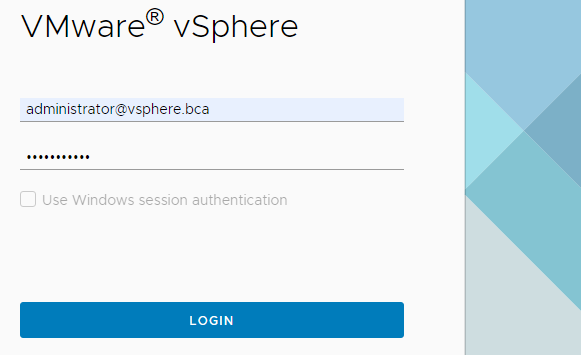 VMware® vSphere
administrator@vsphere.bca
•••••••••••
Use Windows session authentication
LOGIN